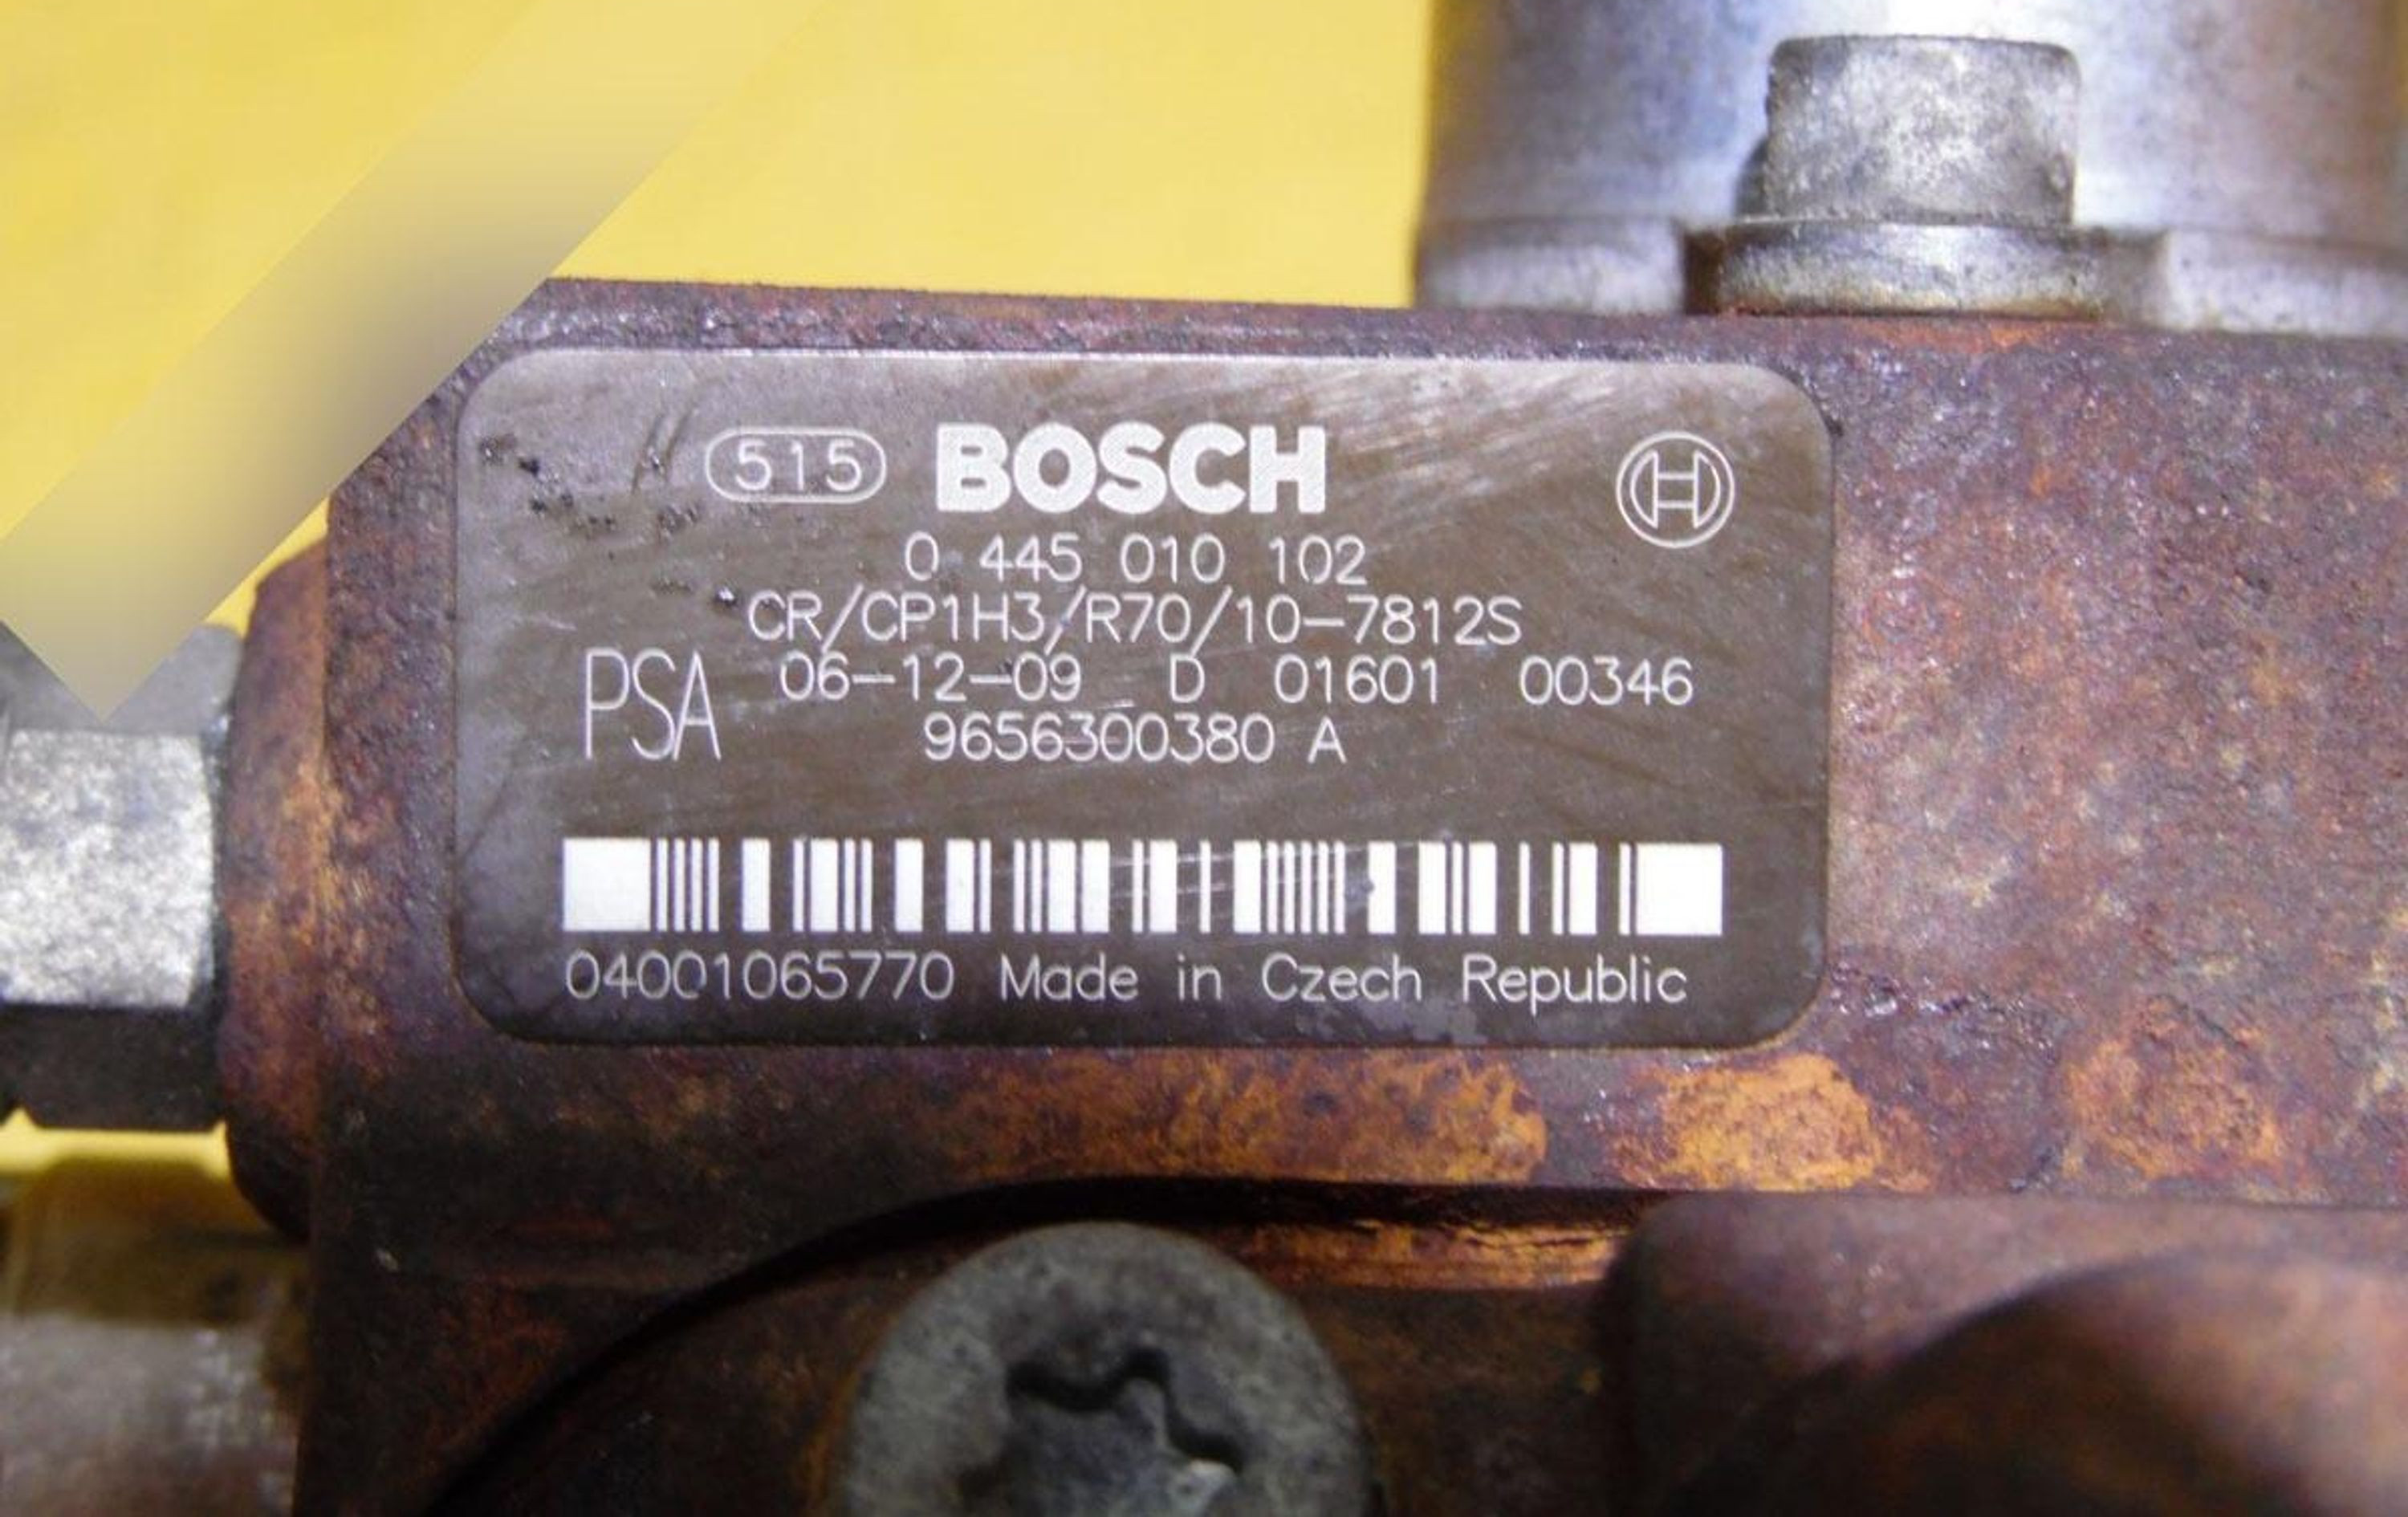 515 BOSCH
0 445 010 102
CR/CP1H3/R70/10-7812S
PSA 06-12-09 D 01601 00346
9656300380 A
04001065770 Made in Czech Republic